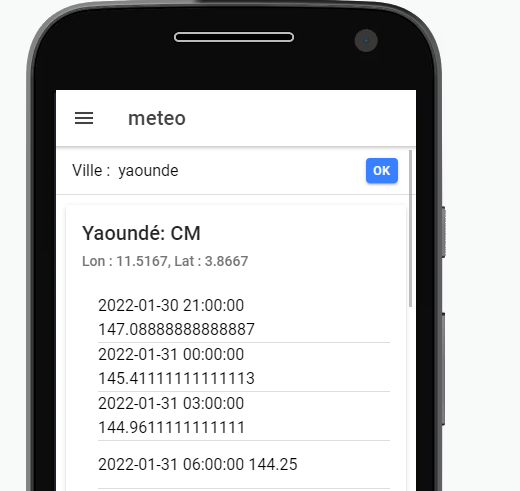 meteo
Ville : yaounde
OK
Yaoundé: CM
Lon : 11.5167, Lat : 3.8667
2022-01-30 21:00:00
147.08888888888887
2022-01-31 00:00:00
145.41111111111113
2022-01-31 03:00:00
144.9611111111111
2022-01-31 06:00:00 144.25